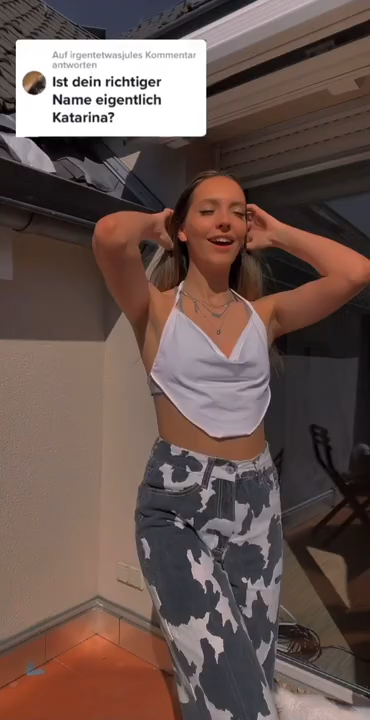 Auf irgentetwasjules Kommentar
antworten
Ist dein richtiger
Name eigentlich
Katarina?